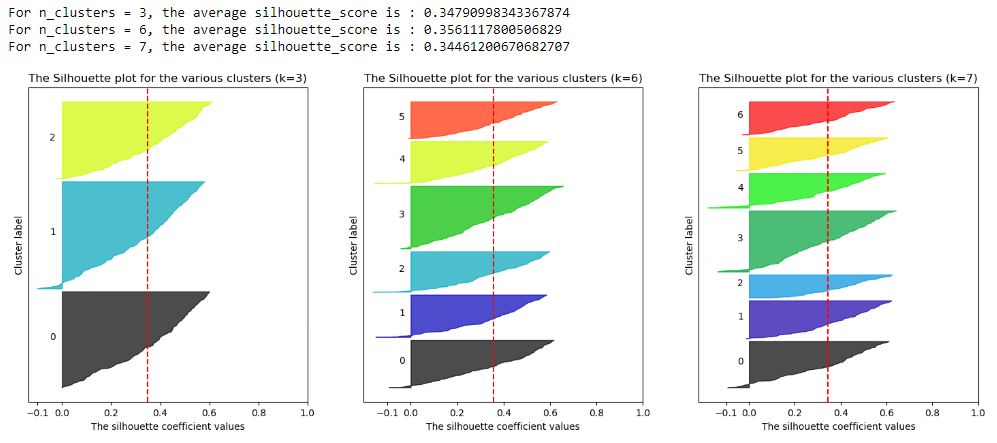 For n_clusters = 3, the average silhouette_score is : 0.34790998343367874
For n_clusters = 6, the average silhouette_score is : 0.3561117800506829
For n_clusters = 7, the average silhouette_score is : 0.34461200670682707
The Silhouette plot for the various clusters (k=3)
Cluster label
2
1
0
−0.1 0.0 0.2 0.4 0.6 0.8 1.0
The silhouette coefficient values
The Silhouette plot for the various clusters (k=6)
Cluster label
5
4
3
2
1
0
−0.1 0.0 0.2 0.4 0.6 0.8 1.0
The silhouette coefficient values
The Silhouette plot for the various clusters (k=7)
Cluster label
6
5
4
3
2
1
0
−0.1 0.0 0.2 0.4 0.6 0.8 1.0
The silhouette coefficient values